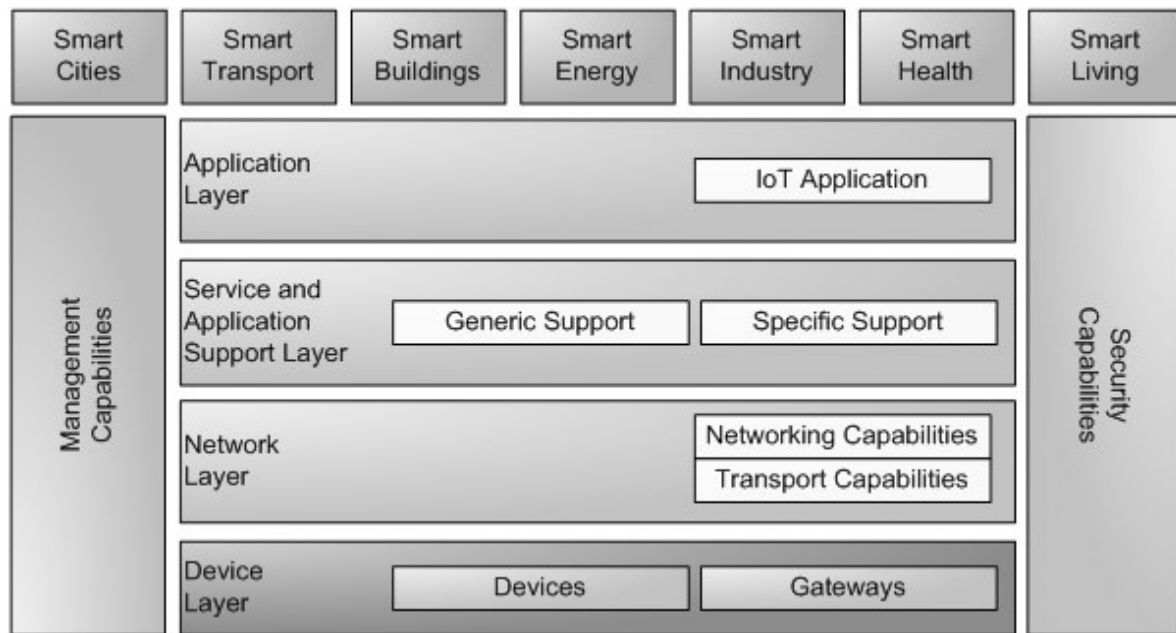 Smart
Cities
Smart
Transport
Smart
Buildings
Smart
Energy
Smart
Industry
Smart
Health
Smart
Living
Management
Capabilities
Application
Layer
IoT Application
Service and
Application
Support Layer
Generic Support
Specific Support
Network
Layer
Networking Capabilities
Transport Capabilities
Device
Layer
Devices
Gateways
Security
Capabilities